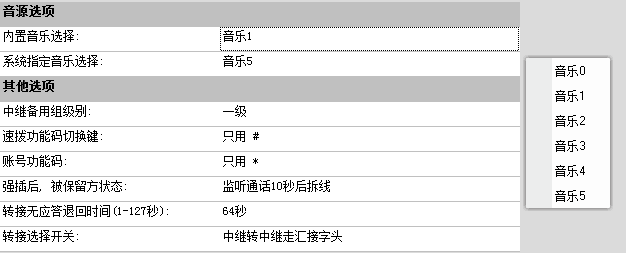 音源选项
内置音乐选择: 音乐1
系统指定音乐选择: 音乐5
其他选项
中继备用组级别: 一级
速拨功能码切换键: 只用 #
账号功能码: 只用 *
强插后, 被保留方状态: 监听通话10秒后拆线
转接无应答退回时间(1-127秒): 64秒
转接选择开关: 中继转中继走汇接字头
音乐0
音乐1
音乐2
音乐3
音乐4
音乐5